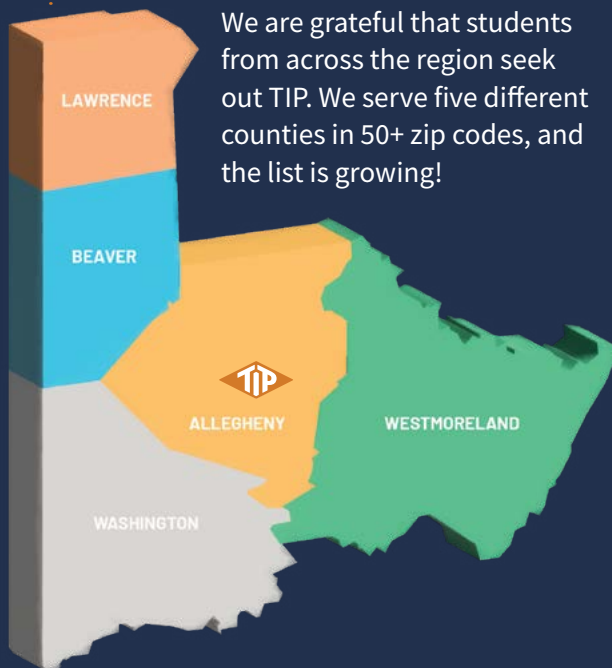 We are grateful that students
from across the region seek
out TIP. We serve five different
counties in 50+ zip codes, and
the list is growing!
LAWRENCE
BEAVER
TIP
ALLEGHENY
WESTMORELAND
WASHINGTON